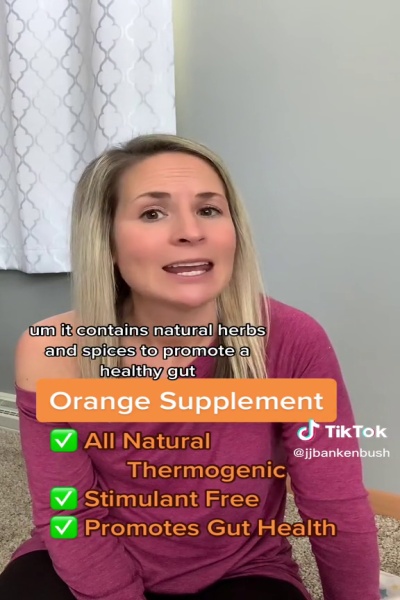 um it contains natural herbs
and spices to promote a
healthy gut
Orange Supplement
✅ All Natural
Thermogenic
✅ Stimulant Free
✅ Promotes Gut Health
TikTok
@jjbankenbush